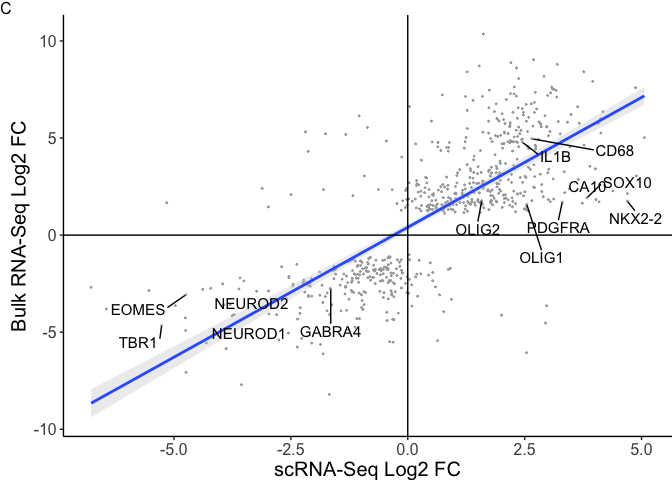 C
Bulk RNA-Seq Log2 FC
10
5
0
-5
-10
CD68
IL1B
CA10
SOX10
NKX2-2
OLIG2
PDGFRA
OLIG1
EOMES
NEUROD2
TBR1
NEUROD1
GABRA4
-5.0
-2.5
0.0
2.5
5.0
scRNA-Seq Log2 FC